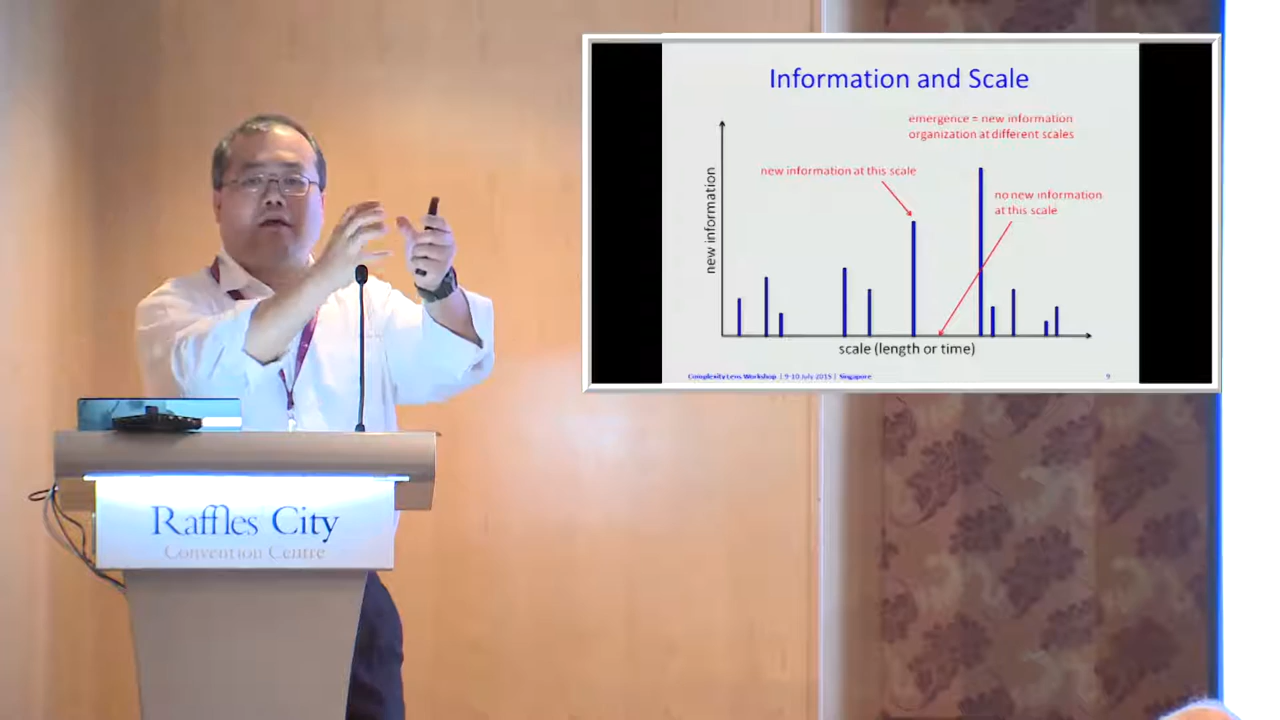 Information and Scale
emergence = new information
organization at different scales
new information at this scale
no new information
at this scale
new information
scale (length or time)
Complexity Lens Workshop | 9-10 July 2015 | Singapore
9
Raffles City
Convention Centre